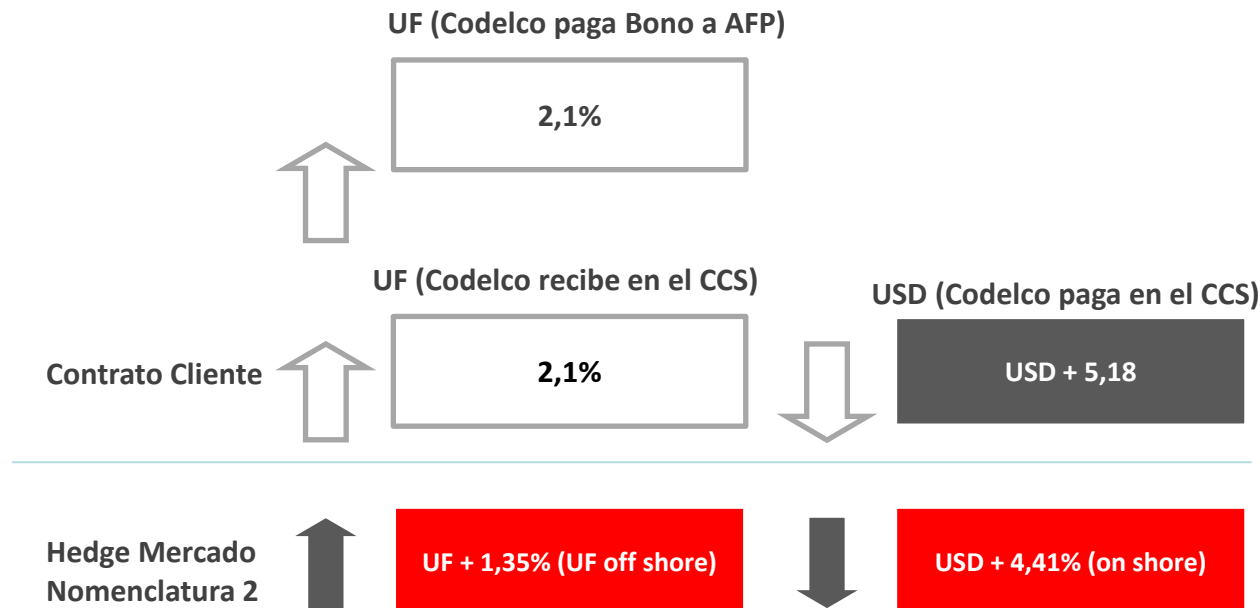 UF (Codelco paga Bono a AFP)
2,1%
UF (Codelco recibe en el CCS)
USD (Codelco paga en el CCS)
Contrato Cliente
2,1%
USD + 5,18
Hedge Mercado
Nomenclatura 2
UF + 1,35% (UF off shore)
USD + 4,41% (on shore)